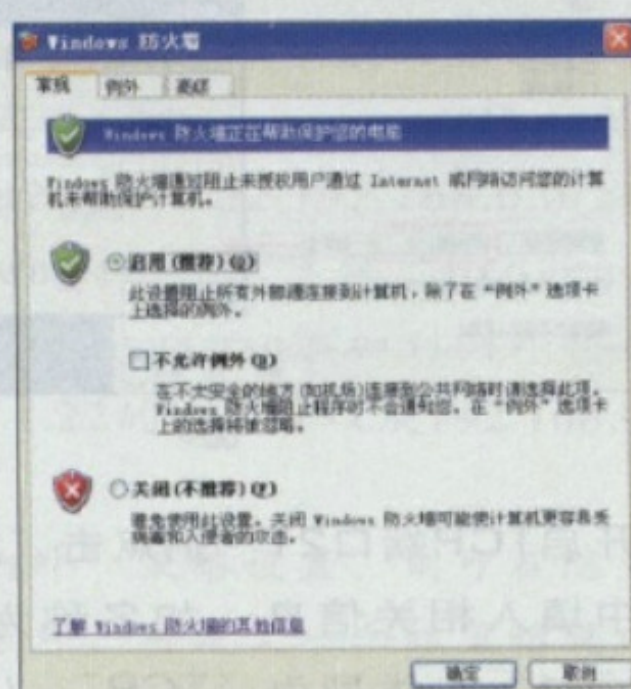 Windows 防火墙
常规 例外 高级
Windows 防火墙正在帮助保护您的电脑
Windows 防火墙通过阻止未授权用户通过 Internet 或网络访问您的计算
机来帮助保护计算机。
启用(推荐)(O)
此设置阻止所有外部源连接到计算机，除了在“例外”选项卡
上选择的例外。
不允许例外(D)
在不太安全的地方(如机场)连接到公共网络时请选择此项。
Windows 防火墙阻止程序时不会通知您。在“例外”选项卡
上的选择将被忽略。
关闭(不推荐)(F)
避免使用此设置。关闭 Windows 防火墙可能使计算机更容易受
病毒和入侵者的攻击。
了解 Windows 防火墙的其他信息
确定 取消